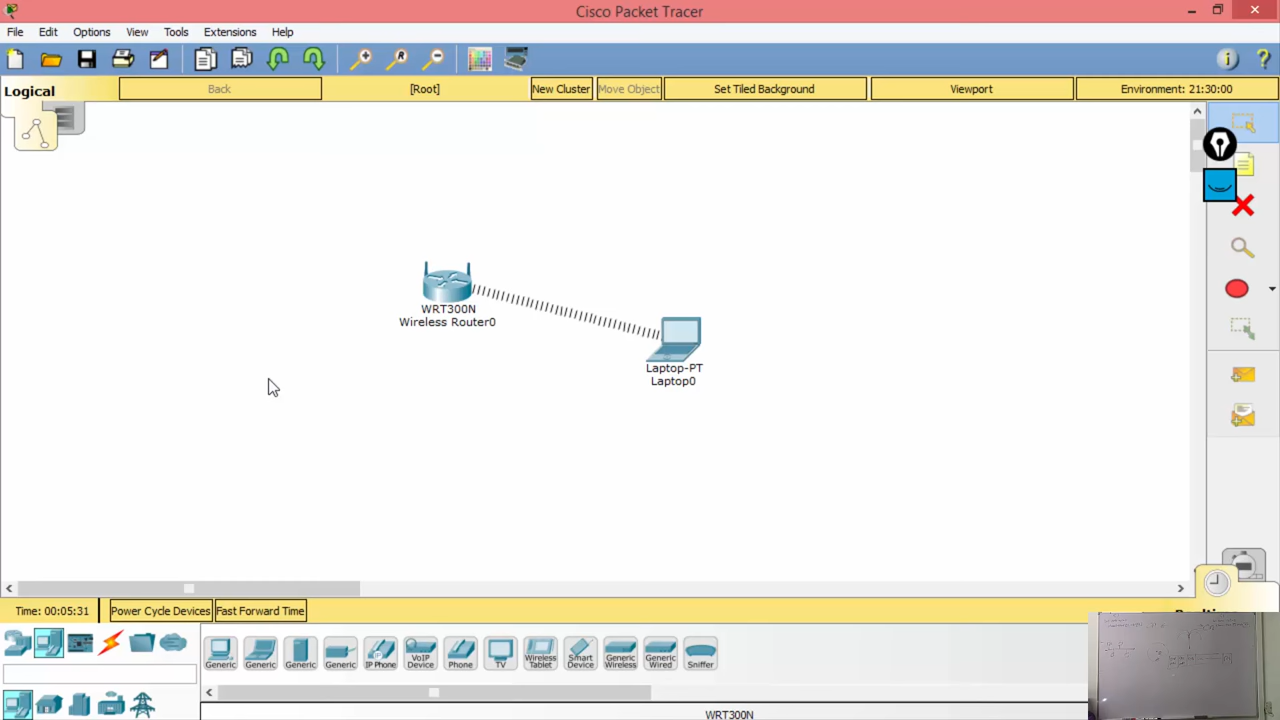 Cisco Packet Tracer
File Edit Options View Tools Extensions Help
Logical
Back
[Root]
New Cluster
Move Object
Set Tiled Background
Viewport
Environment: 21:30:00
WRT300N
Wireless Router0
Laptop-PT
Laptop0
Time: 00:05:31
Power Cycle Devices
Fast Forward Time
Realtime
Generic
Generic
Generic
Generic
IP Phone
VoIP Device
Phone
TV
Wireless Tablet
Smart Device
Generic Wireless
Generic Wired
Sniffer
WRT300N